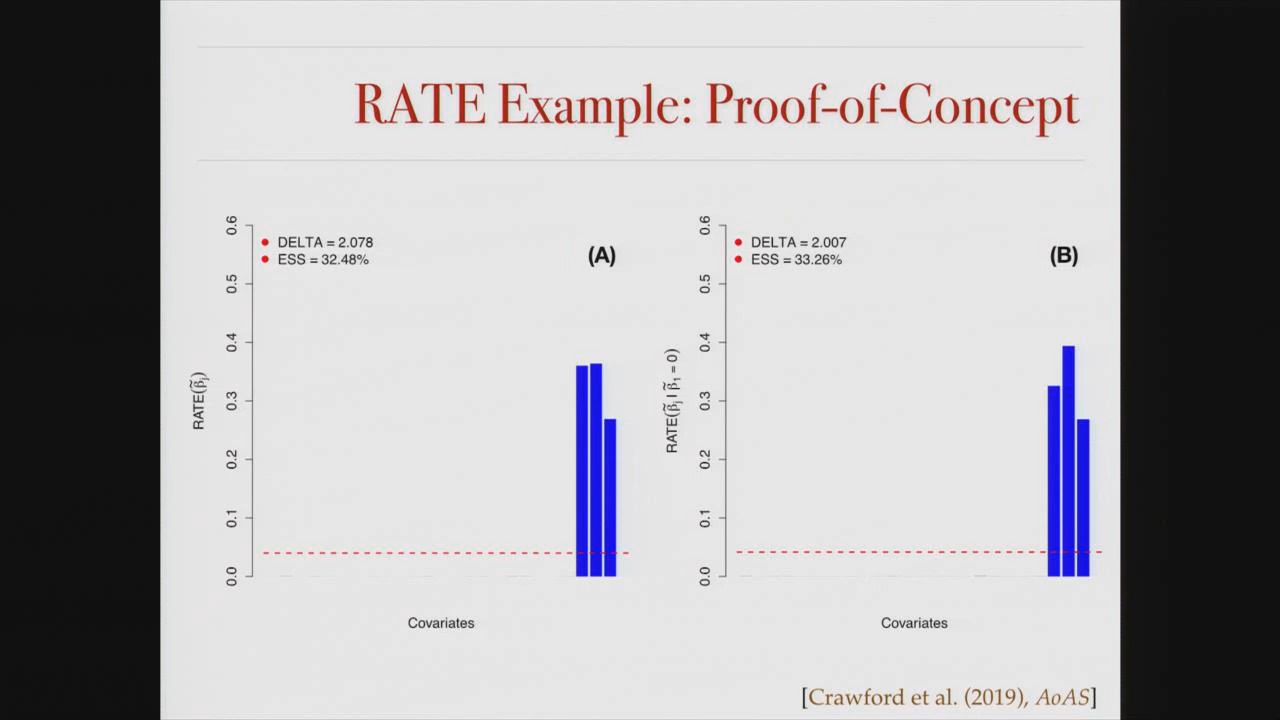 RATE Example: Proof-of-Concept
DELTA = 2.078
ESS = 32.48%
(A)
0.6
0.5
0.4
0.3
0.2
0.1
0.0
RATE(β̃j)
Covariates
DELTA = 2.007
ESS = 33.26%
(B)
0.6
0.5
0.4
0.3
0.2
0.1
0.0
RATE(β̃j | β̃1 = 0)
Covariates
[Crawford et al. (2019), AoAS]